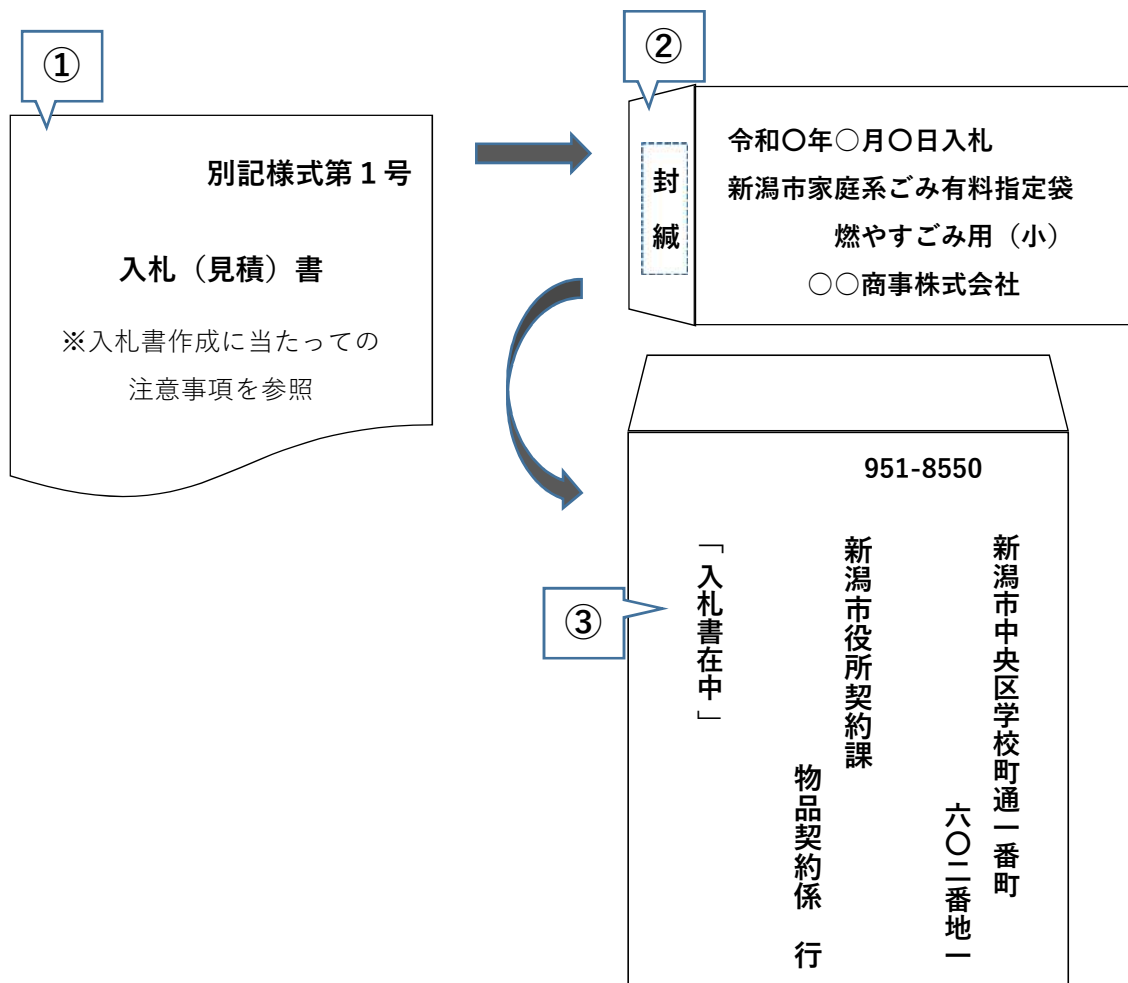 ①
別記様式第1号
入札（見積）書
※入札書作成に当たっての
注意事項を参照
②
封緘
令和〇年○月〇日入札
新潟市家庭系ごみ有料指定袋
燃やすごみ用（小）
○○商事株式会社
③
951-8550
新潟市中央区学校町通一番町
六〇二番地一
新潟市役所契約課
物品契約係　行
「入札書在中」